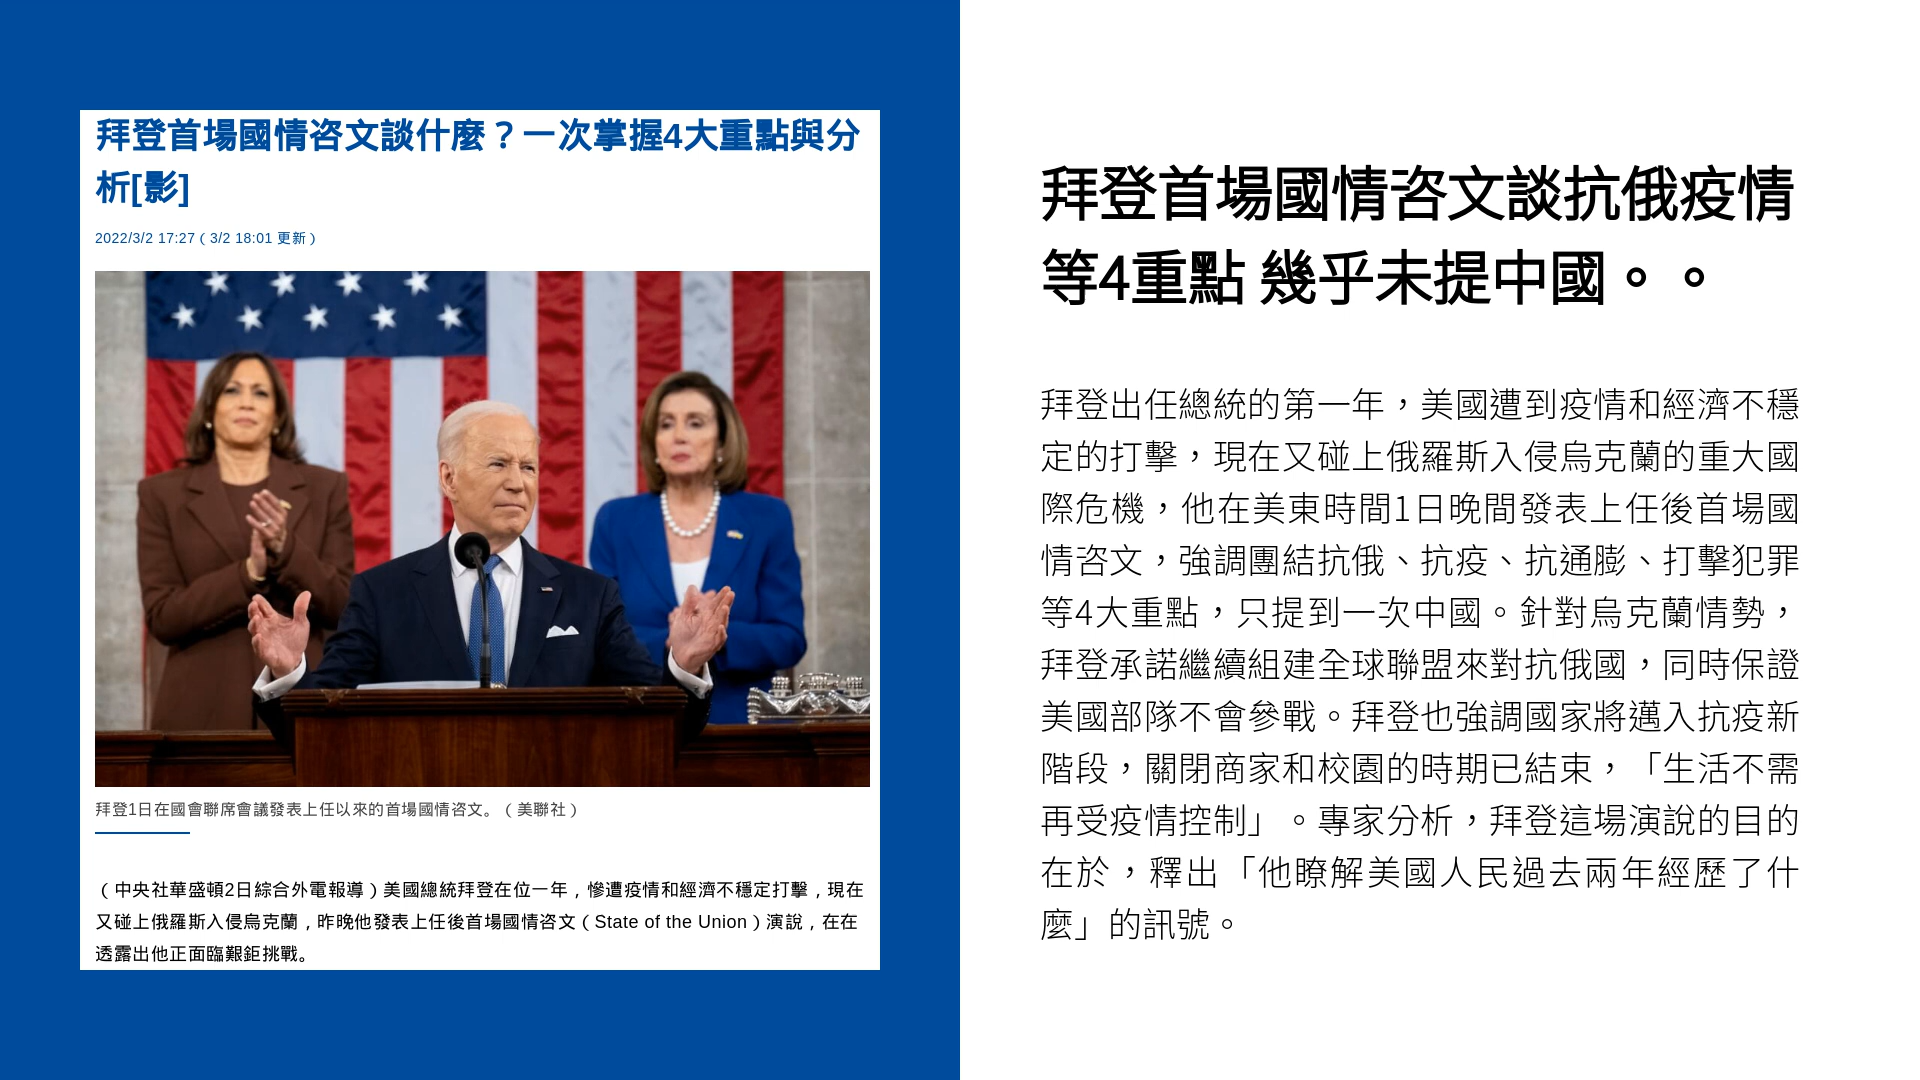 拜登首場國情咨文談什麼？一次掌握4大重點與分
析[影]
2022/3/2 17:27（3/2 18:01 更新）
拜登1日在國會聯席會議發表上任以來的首場國情咨文。（美聯社）
（中央社華盛頓2日綜合外電報導）美國總統拜登在位一年，慘遭疫情和經濟不穩定打擊，現在
又碰上俄羅斯入侵烏克蘭，昨晚他發表上任後首場國情咨文（State of the Union）演說，在在
透露出他正面臨艱鉅挑戰。
拜登首場國情咨文談抗俄疫情
等4重點 幾乎未提中國。。
拜登出任總統的第一年，美國遭到疫情和經濟不穩
定的打擊，現在又碰上俄羅斯入侵烏克蘭的重大國
際危機，他在美東時間1日晚間發表上任後首場國
情咨文，強調團結抗俄、抗疫、抗通膨、打擊犯罪
等4大重點，只提到一次中國。針對烏克蘭情勢，
拜登承諾繼續組建全球聯盟來對抗俄國，同時保證
美國部隊不會參戰。拜登也強調國家將邁入抗疫新
階段，關閉商家和校園的時期已結束，「生活不需
再受疫情控制」。專家分析，拜登這場演說的目的
在於，釋出「他瞭解美國人民過去兩年經歷了什
麼」的訊號。